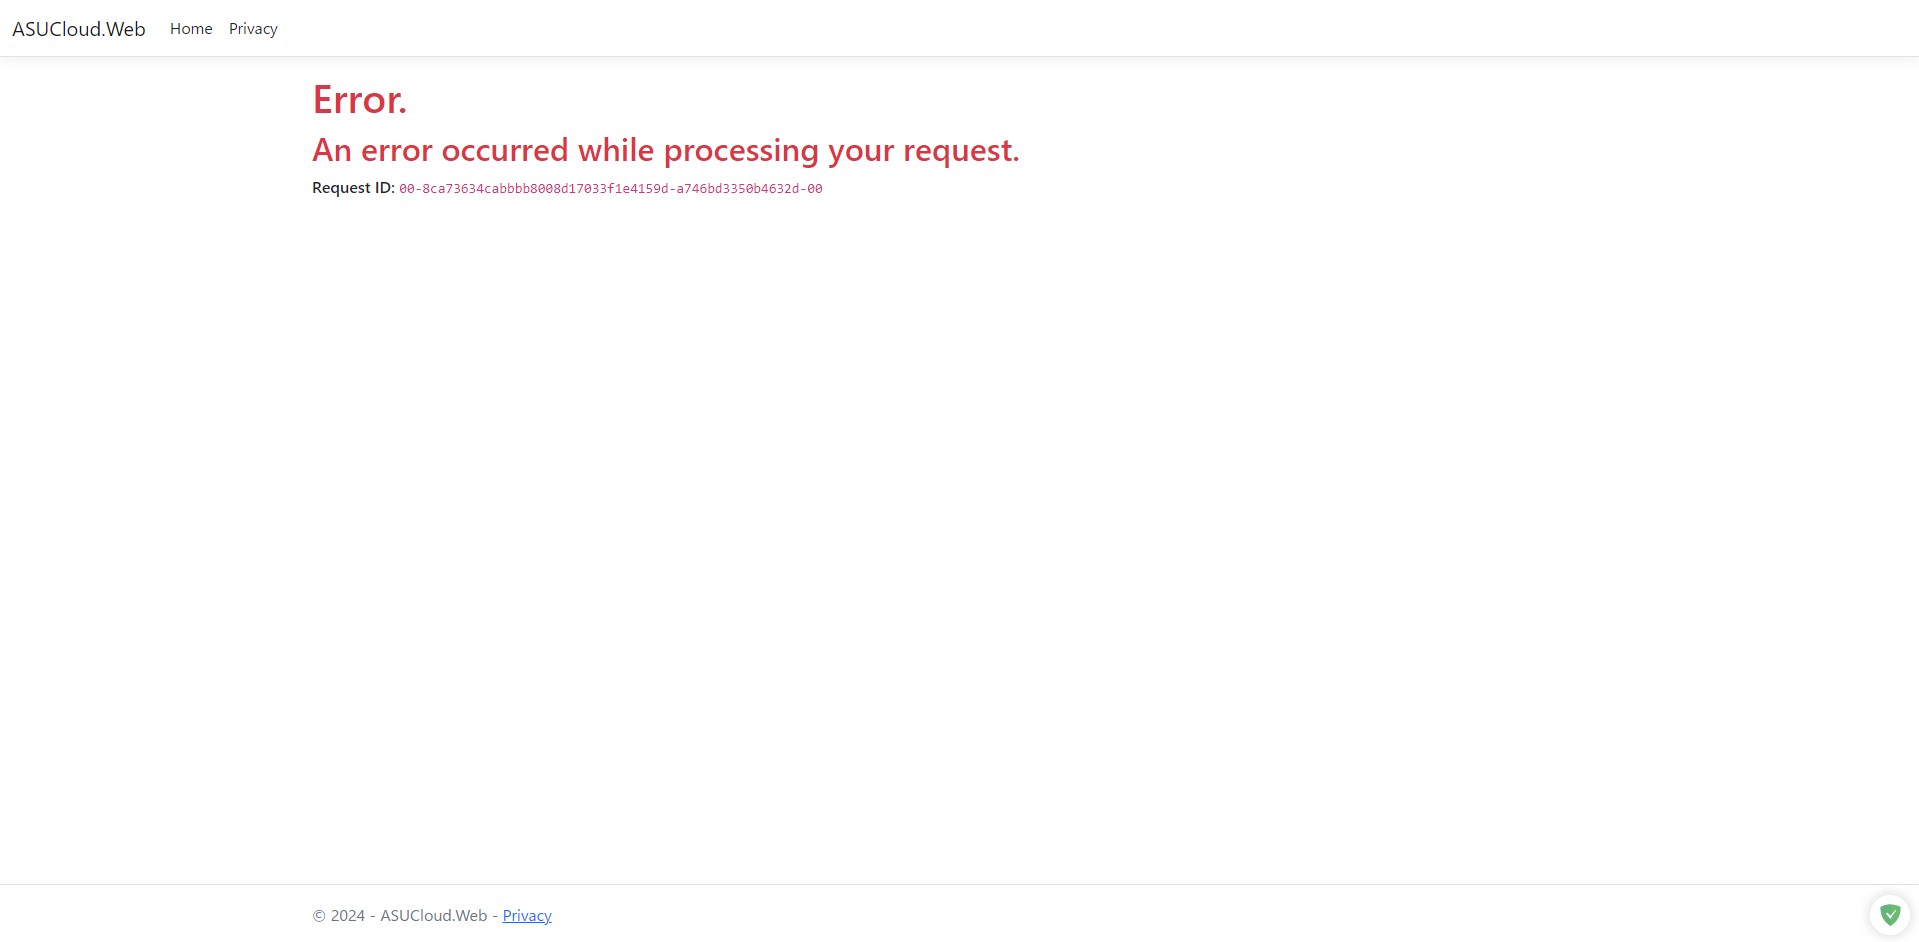 ASUCloud.Web Home Privacy
Error.
An error occurred while processing your request.
Request ID: 00-8ca73634cabbbb8008d17033f1e4159d-a746bd3350b4632d-00
© 2024 - ASUCloud.Web - Privacy